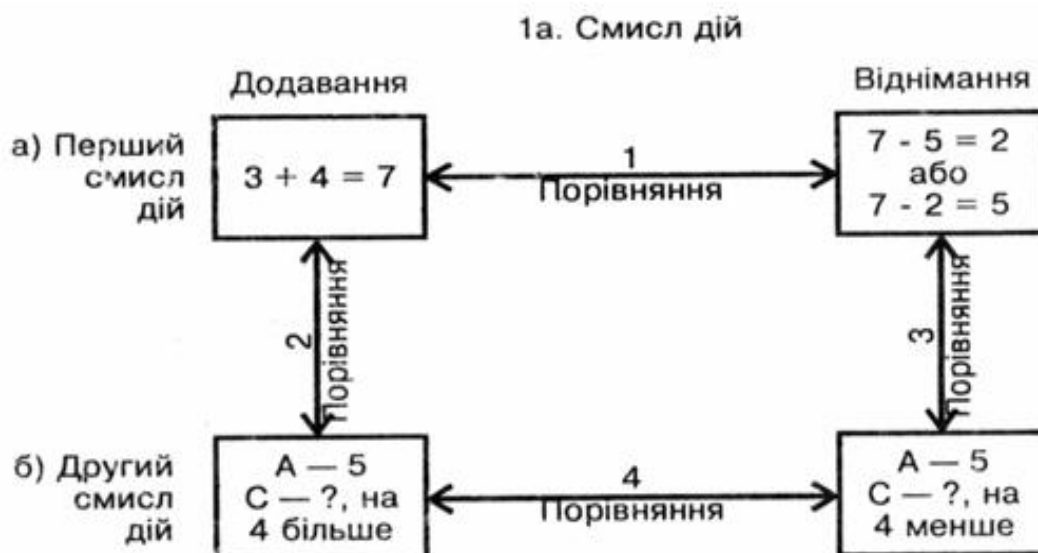 1а. Смисл дій
Додавання
Віднімання
а) Перший
смисл
дій
3 + 4 = 7
1
Порівняння
7 - 5 = 2
або
7 - 2 = 5
2
Порівняння
3
Порівняння
б) Другий
смисл
дій
А — 5
С — ?, на
4 більше
4
Порівняння
А — 5
С — ?, на
4 менше